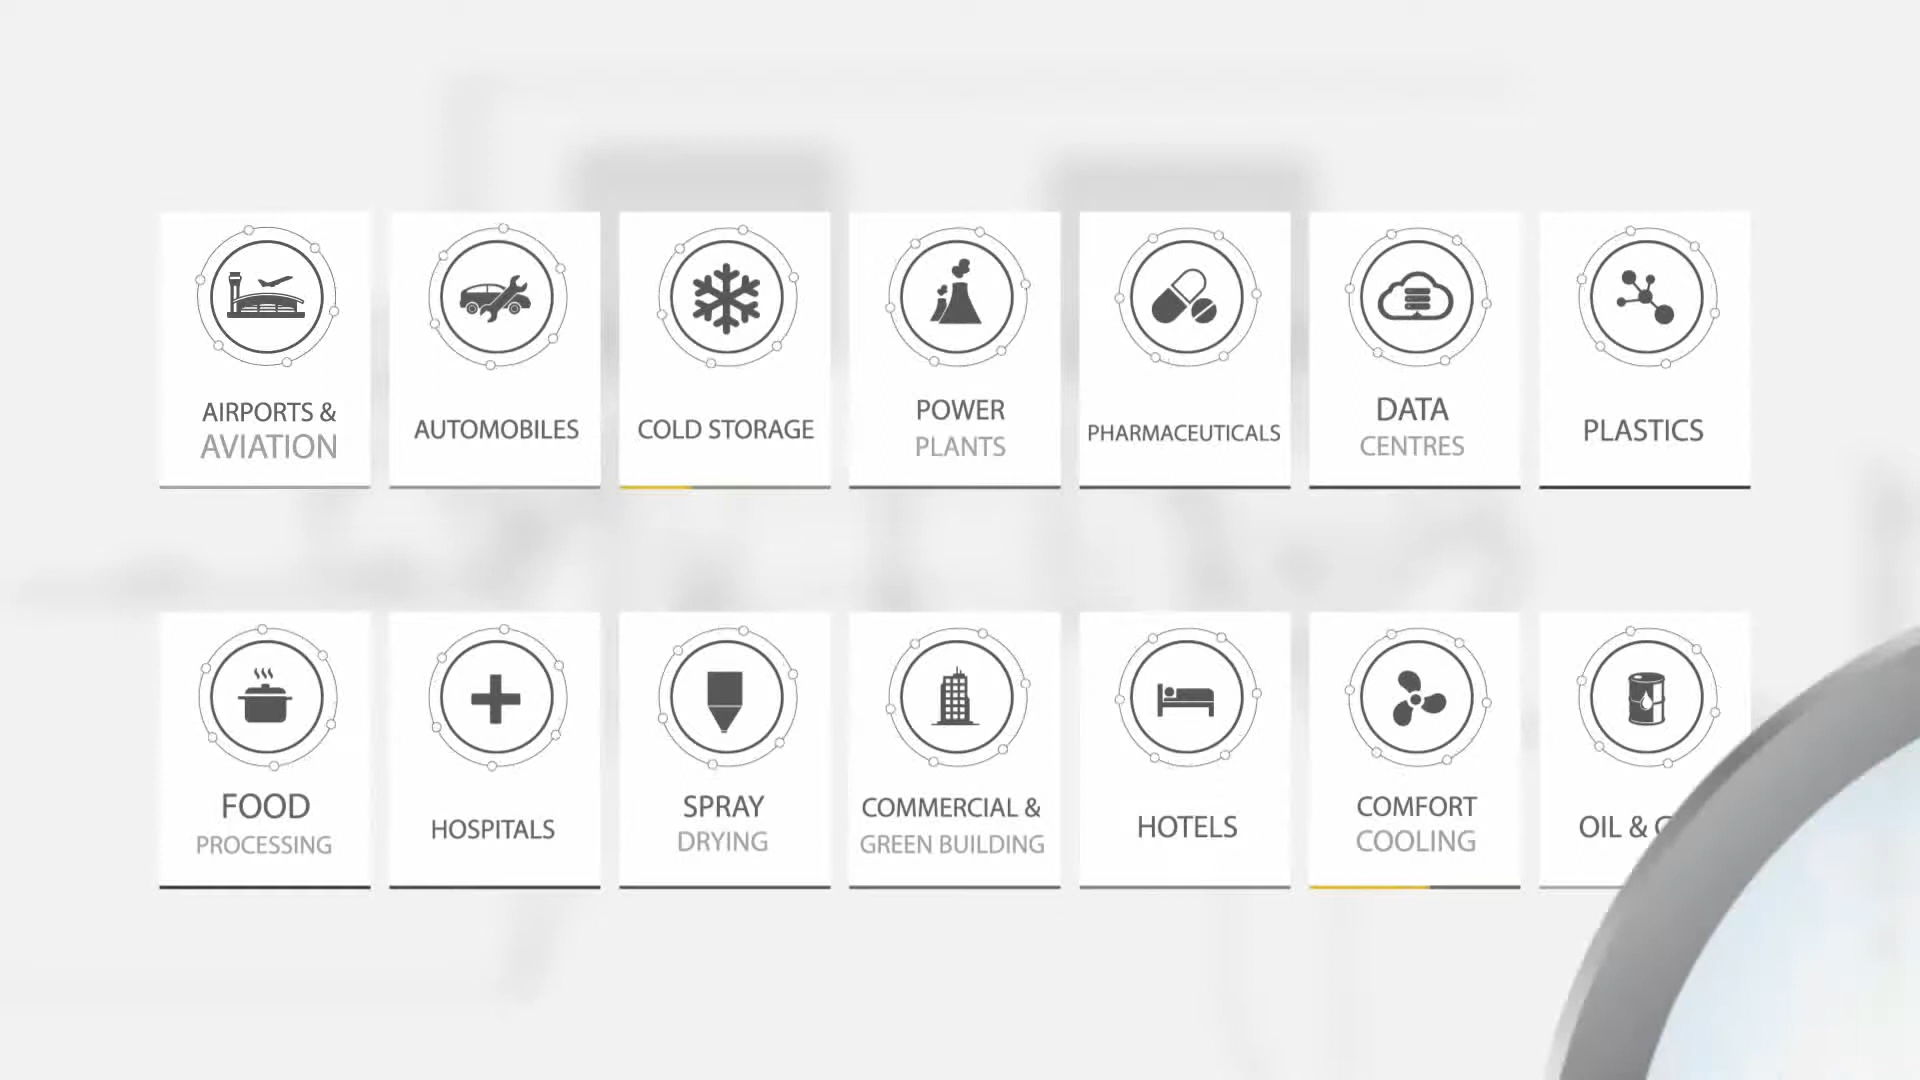 AIRPORTS &
AVIATION
AUTOMOBILES
COLD STORAGE
POWER
PLANTS
PHARMACEUTICALS
DATA
CENTRES
PLASTICS
FOOD
PROCESSING
HOSPITALS
SPRAY
DRYING
COMMERCIAL &
GREEN BUILDING
HOTELS
COMFORT
COOLING
OIL &